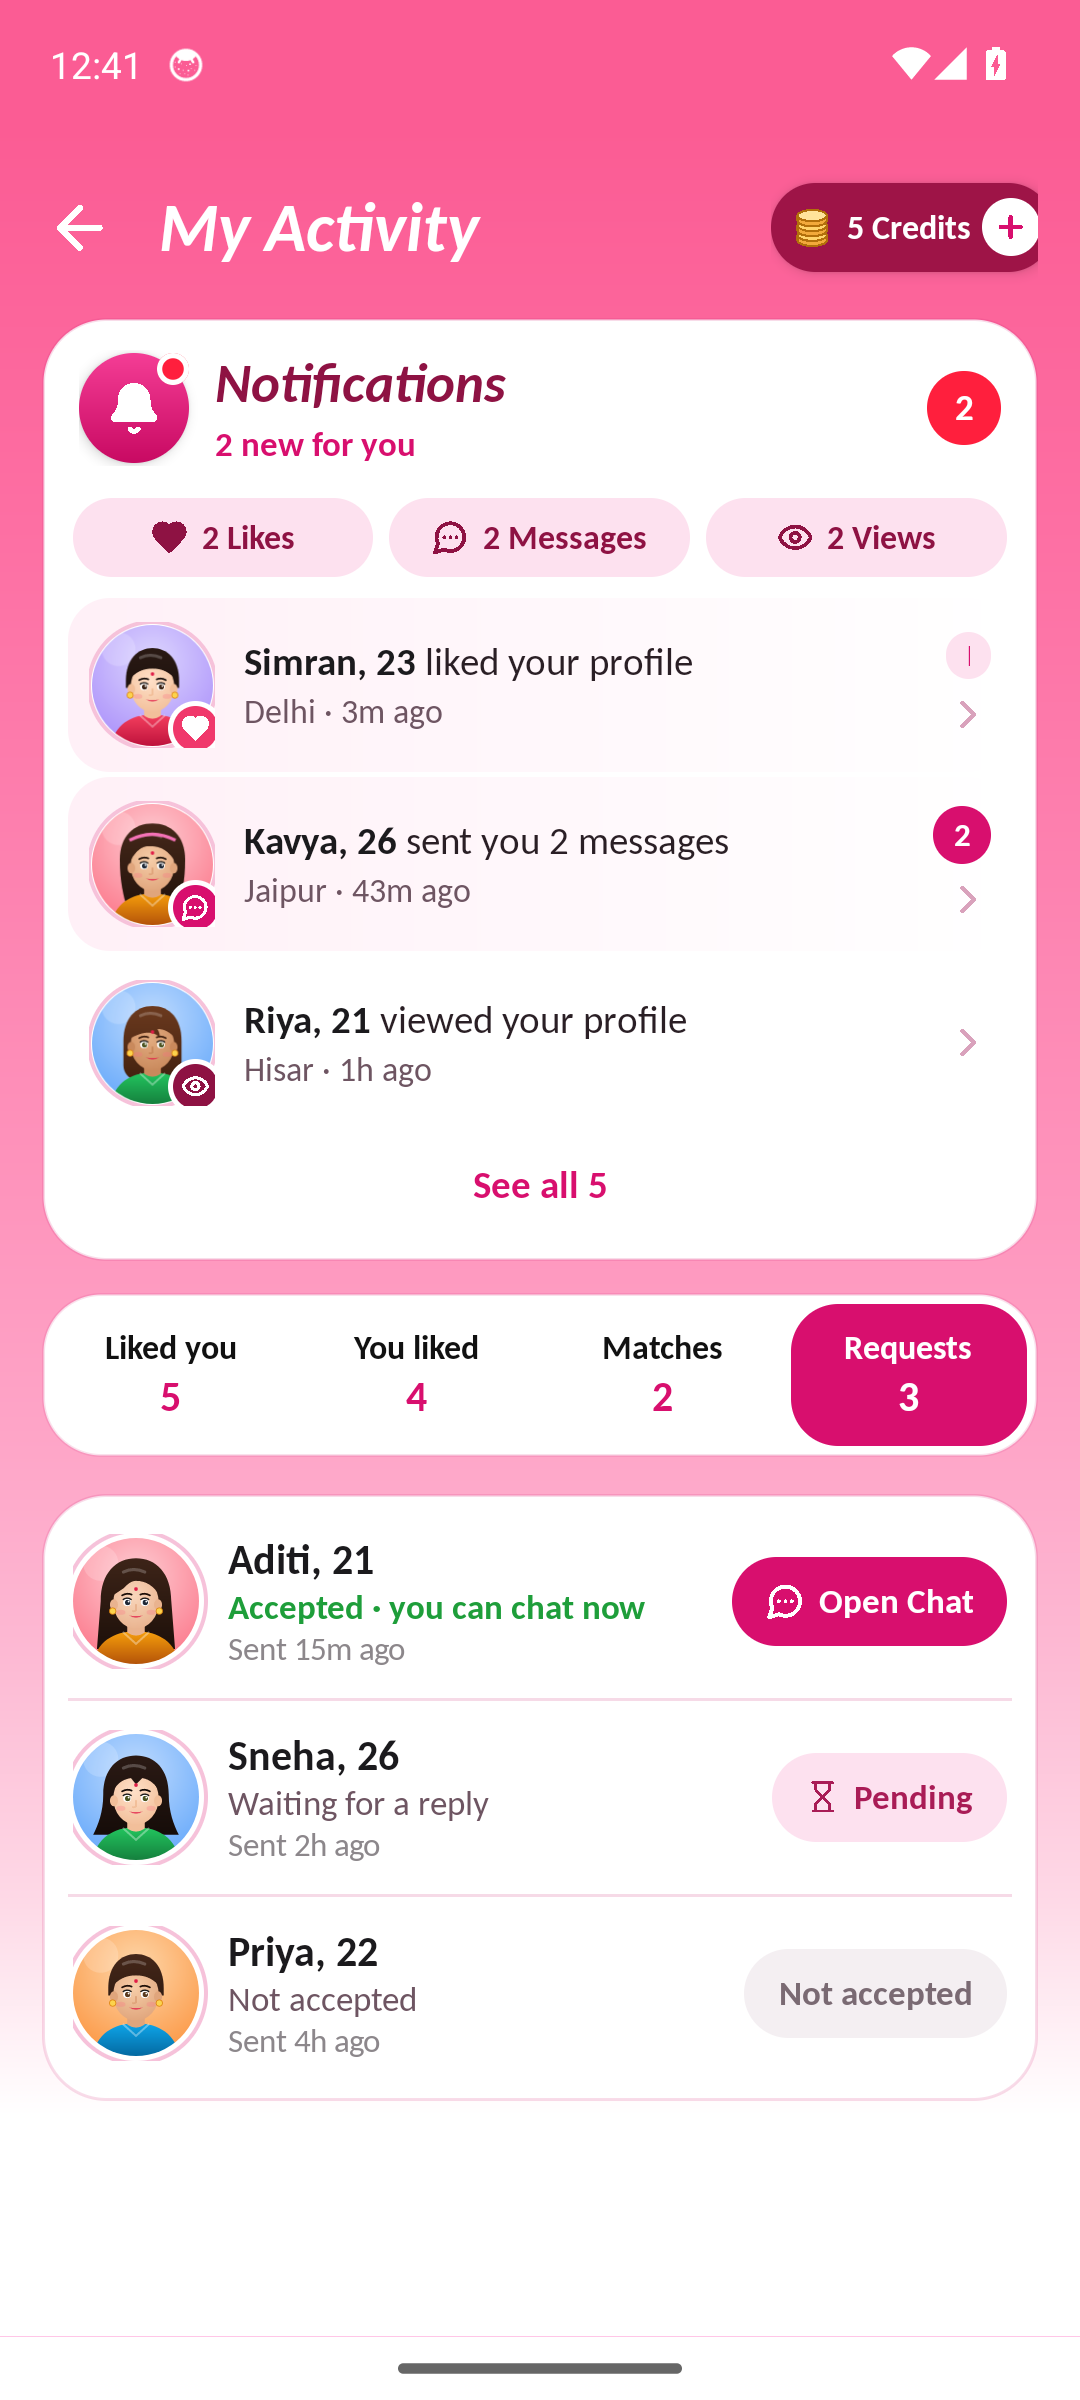 12:41
My Activity
5 Credits
Notifications
2 new for you
2
2 Likes
2 Messages
2 Views
Simran, 23 liked your profile
Delhi · 3m ago
Kavya, 26 sent you 2 messages
Jaipur · 43m ago
2
Riya, 21 viewed your profile
Hisar · 1h ago
See all 5
Liked you
5
You liked
4
Matches
2
Requests
3
Aditi, 21
Accepted · you can chat now
Sent 15m ago
Open Chat
Sneha, 26
Waiting for a reply
Sent 2h ago
Pending
Priya, 22
Not accepted
Sent 4h ago
Not accepted